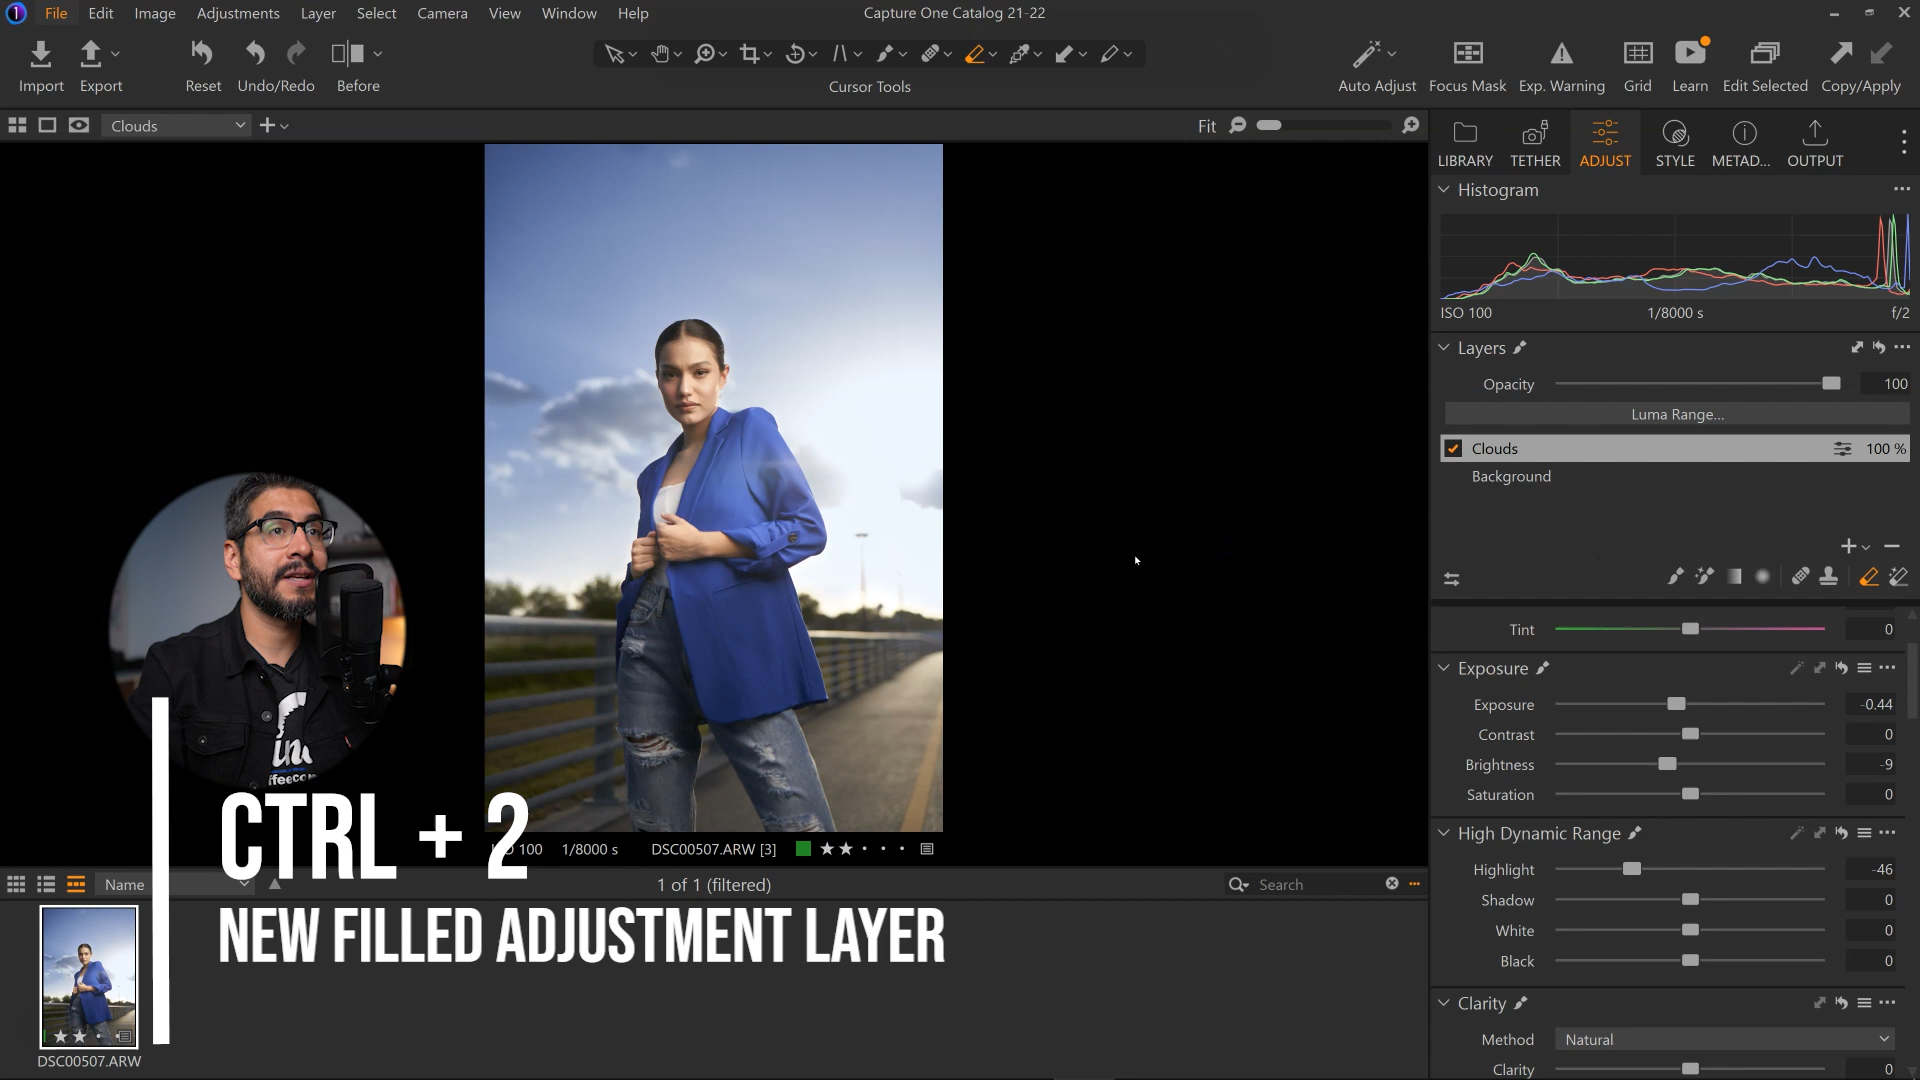 File Edit Image Adjustments Layer Select Camera View Window Help
Capture One Catalog 21-22
Import Export Reset Undo/Redo Before
Cursor Tools
Auto Adjust Focus Mask Exp. Warning Grid Learn Edit Selected Copy/Apply
Clouds
Fit
LIBRARY TETHER ADJUST STYLE METAD... OUTPUT
Histogram
ISO 100 1/8000 s f/2
Layers
Opacity 100
Luma Range...
Clouds 100 %
Background
Tint 0
Exposure
Exposure -0.44
Contrast 0
Brightness -9
Saturation 0
High Dynamic Range
Highlight -46
Shadow 0
White 0
Black 0
Clarity
Method Natural
Clarity 0
CTRL + 2
100 1/8000 s DSC00507.ARW [3]
Name
1 of 1 (filtered)
Search
NEW FILLED ADJUSTMENT LAYER
DSC00507.ARW